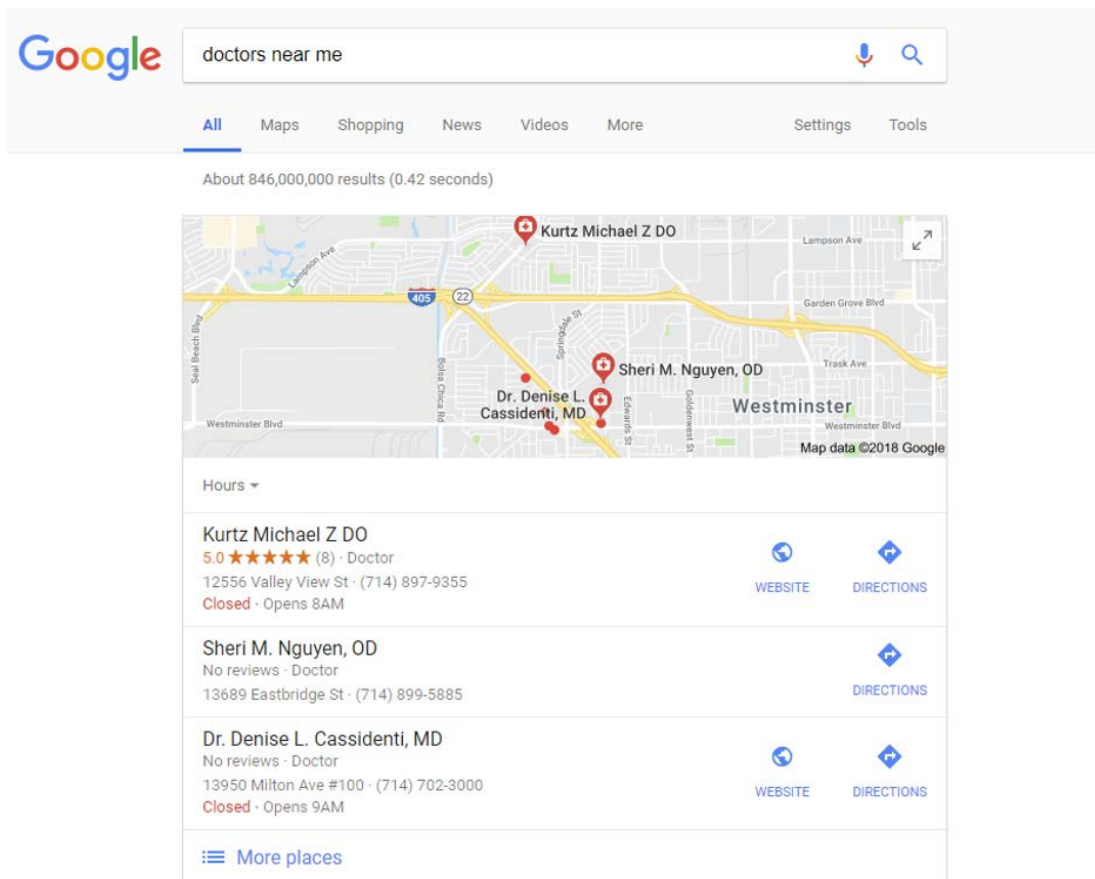 Google
doctors near me
All Maps Shopping News Videos More Settings Tools
About 846,000,000 results (0.42 seconds)
Kurtz Michael Z DO
Lampson Ave
Lampson Ave
405
22
Garden Grove Blvd
Seal Beach Blvd
Springdale St
Bolsa Chica Rd
Sheri M. Nguyen, OD
Trask Ave
Dr. Denise L.
Cassidenti, MD
Edwards St
Goldenwest St
Westminster
Westminster Blvd
Westminster Blvd
Map data ©2018 Google
Hours
Kurtz Michael Z DO
5.0 ★★★★★ (8) · Doctor
12556 Valley View St · (714) 897-9355
Closed · Opens 8AM
WEBSITE DIRECTIONS
Sheri M. Nguyen, OD
No reviews · Doctor
13689 Eastbridge St · (714) 899-5885
DIRECTIONS
Dr. Denise L. Cassidenti, MD
No reviews · Doctor
13950 Milton Ave #100 · (714) 702-3000
Closed · Opens 9AM
WEBSITE DIRECTIONS
More places